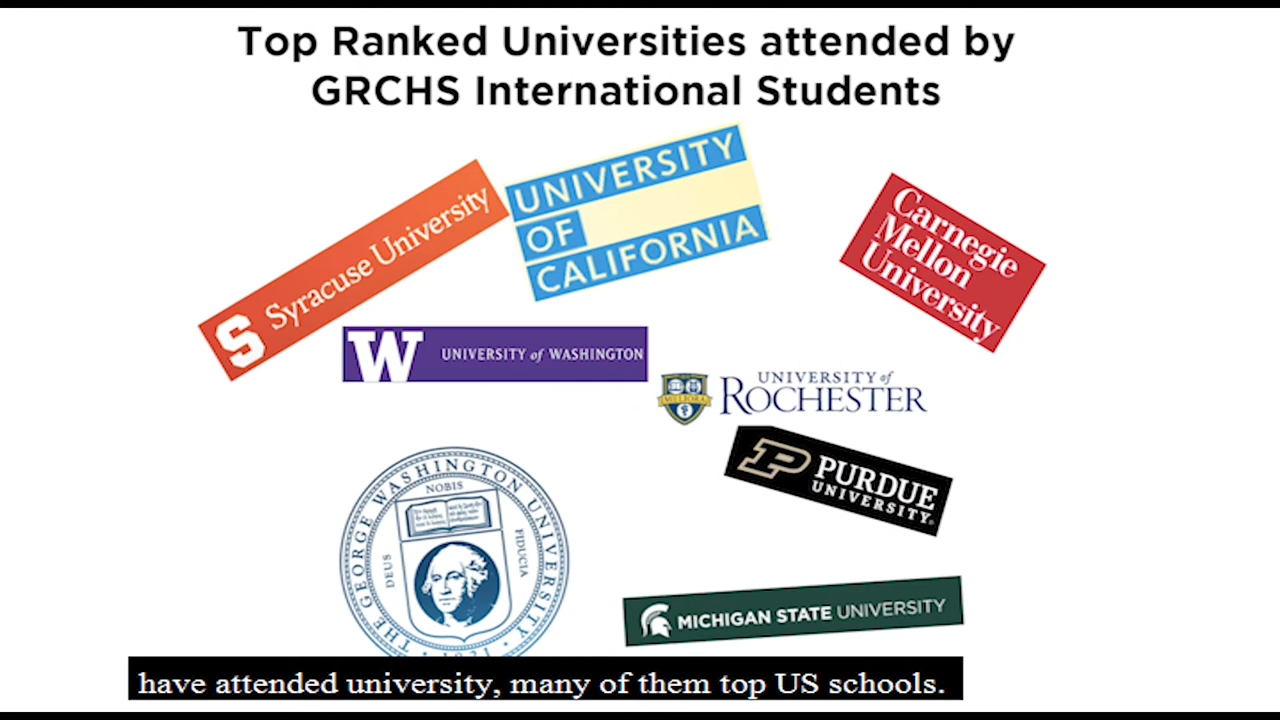 Top Ranked Universities attended by
GRCHS International Students
S Syracuse University
UNIVERSITY
OF
CALIFORNIA
Carnegie
Mellon
University
W UNIVERSITY of WASHINGTON
MELIORA
UNIVERSITY of
ROCHESTER
P PURDUE
UNIVERSITY®
THE GEORGE WASHINGTON UNIVERSITY
NOBIS
DEUS
FIDUCIA
1821
MICHIGAN STATE UNIVERSITY
have attended university, many of them top US schools.